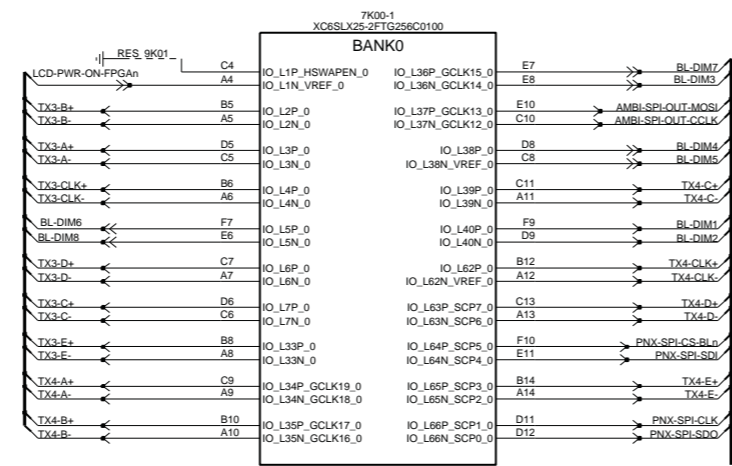 7K00-1
XC6SLX25-2FTG256C0100
BANK0
RES 9K01 C4 IO_L1P_HSWAPEN_0 IO_L36P_GCLK15_0 E7 BL-DIM7
LCD-PWR-ON-FPGAn A4 IO_L1N_VREF_0 IO_L36N_GCLK14_0 E8 BL-DIM3
TX3-B+ B5 IO_L2P_0 IO_L37P_GCLK13_0 E10 AMBI-SPI-OUT-MOSI
TX3-B- A5 IO_L2N_0 IO_L37N_GCLK12_0 C10 AMBI-SPI-OUT-CCLK
TX3-A+ D5 IO_L3P_0 IO_L38P_0 D8 BL-DIM4
TX3-A- C5 IO_L3N_0 IO_L38N_VREF_0 C8 BL-DIM5
TX3-CLK+ B6 IO_L4P_0 IO_L39P_0 C11 TX4-C+
TX3-CLK- A6 IO_L4N_0 IO_L39N_0 A11 TX4-C-
BL-DIM6 F7 IO_L5P_0 IO_L40P_0 F9 BL-DIM1
BL-DIM8 E6 IO_L5N_0 IO_L40N_0 D9 BL-DIM2
TX3-D+ C7 IO_L6P_0 IO_L62P_0 B12 TX4-CLK+
TX3-D- A7 IO_L6N_0 IO_L62N_VREF_0 A12 TX4-CLK-
TX3-C+ D6 IO_L7P_0 IO_L63P_SCP7_0 C13 TX4-D+
TX3-C- C6 IO_L7N_0 IO_L63N_SCP6_0 A13 TX4-D-
TX3-E+ B8 IO_L33P_0 IO_L64P_SCP5_0 F10 PNX-SPI-CS-BLn
TX3-E- A8 IO_L33N_0 IO_L64N_SCP4_0 E11 PNX-SPI-SDI
TX4-A+ C9 IO_L34P_GCLK19_0 IO_L65P_SCP3_0 B14 TX4-E+
TX4-A- A9 IO_L34N_GCLK18_0 IO_L65N_SCP2_0 A14 TX4-E-
TX4-B+ B10 IO_L35P_GCLK17_0 IO_L66P_SCP1_0 D11 PNX-SPI-CLK
TX4-B- A10 IO_L35N_GCLK16_0 IO_L66N_SCP0_0 D12 PNX-SPI-SDO